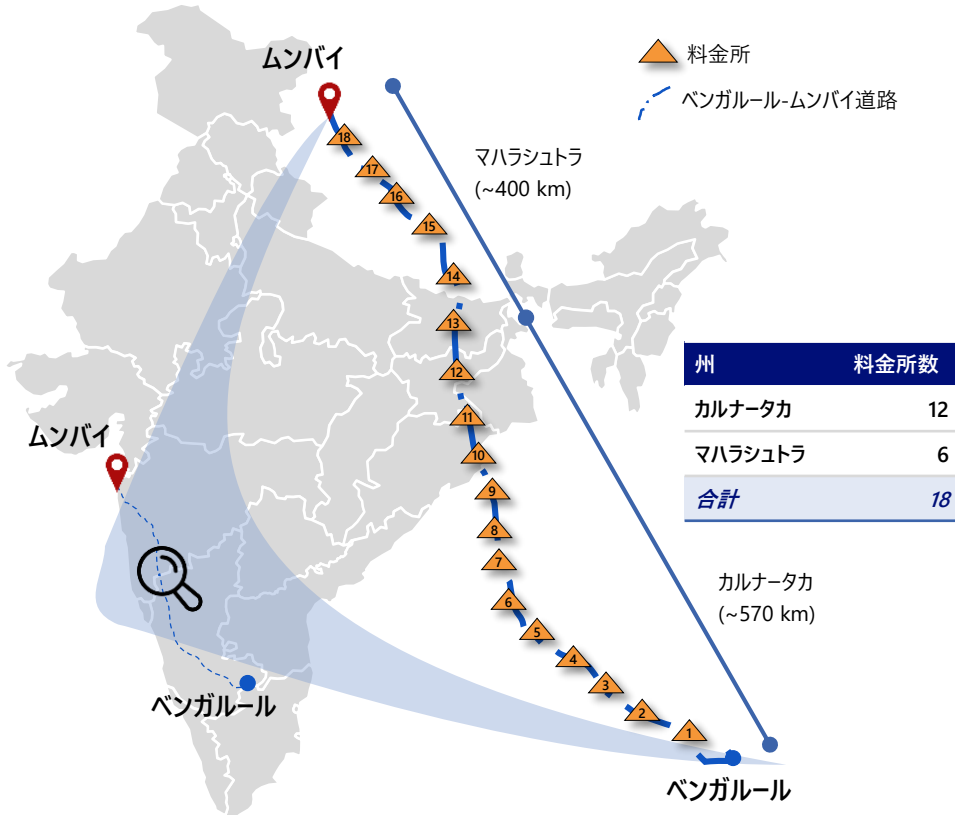 ムンバイ
料金所
ベンガルール-ムンバイ道路
マハラシュトラ
(~400 km)
18
17
16
15
14
13
12
11
10
9
8
7
6
5
4
3
2
1
州 料金所数
カルナータカ 12
マハラシュトラ 6
合計 18
ムンバイ
カルナータカ
(~570 km)
ベンガルール
ベンガルール